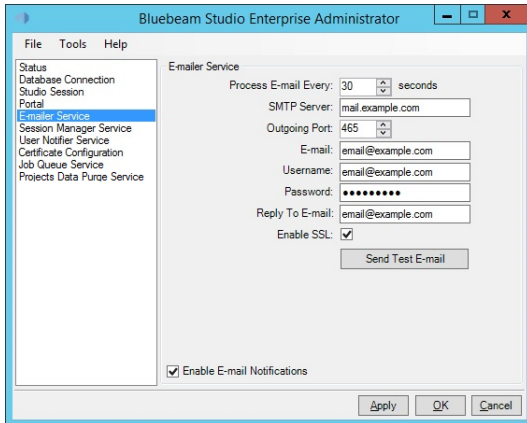 Bluebeam Studio Enterprise Administrator
File Tools Help
Status
Database Connection
Studio Session
Portal
E-mailer Service
Session Manager Service
User Notifier Service
Certificate Configuration
Job Queue Service
Projects Data Purge Service
E-mailer Service
Process E-mail Every: 30 seconds
SMTP Server: mail.example.com
Outgoing Port: 465
E-mail: email@example.com
Username: email@example.com
Password: •••••••••
Reply To E-mail: email@example.com
Enable SSL:
Send Test E-mail
Enable E-mail Notifications
Apply OK Cancel